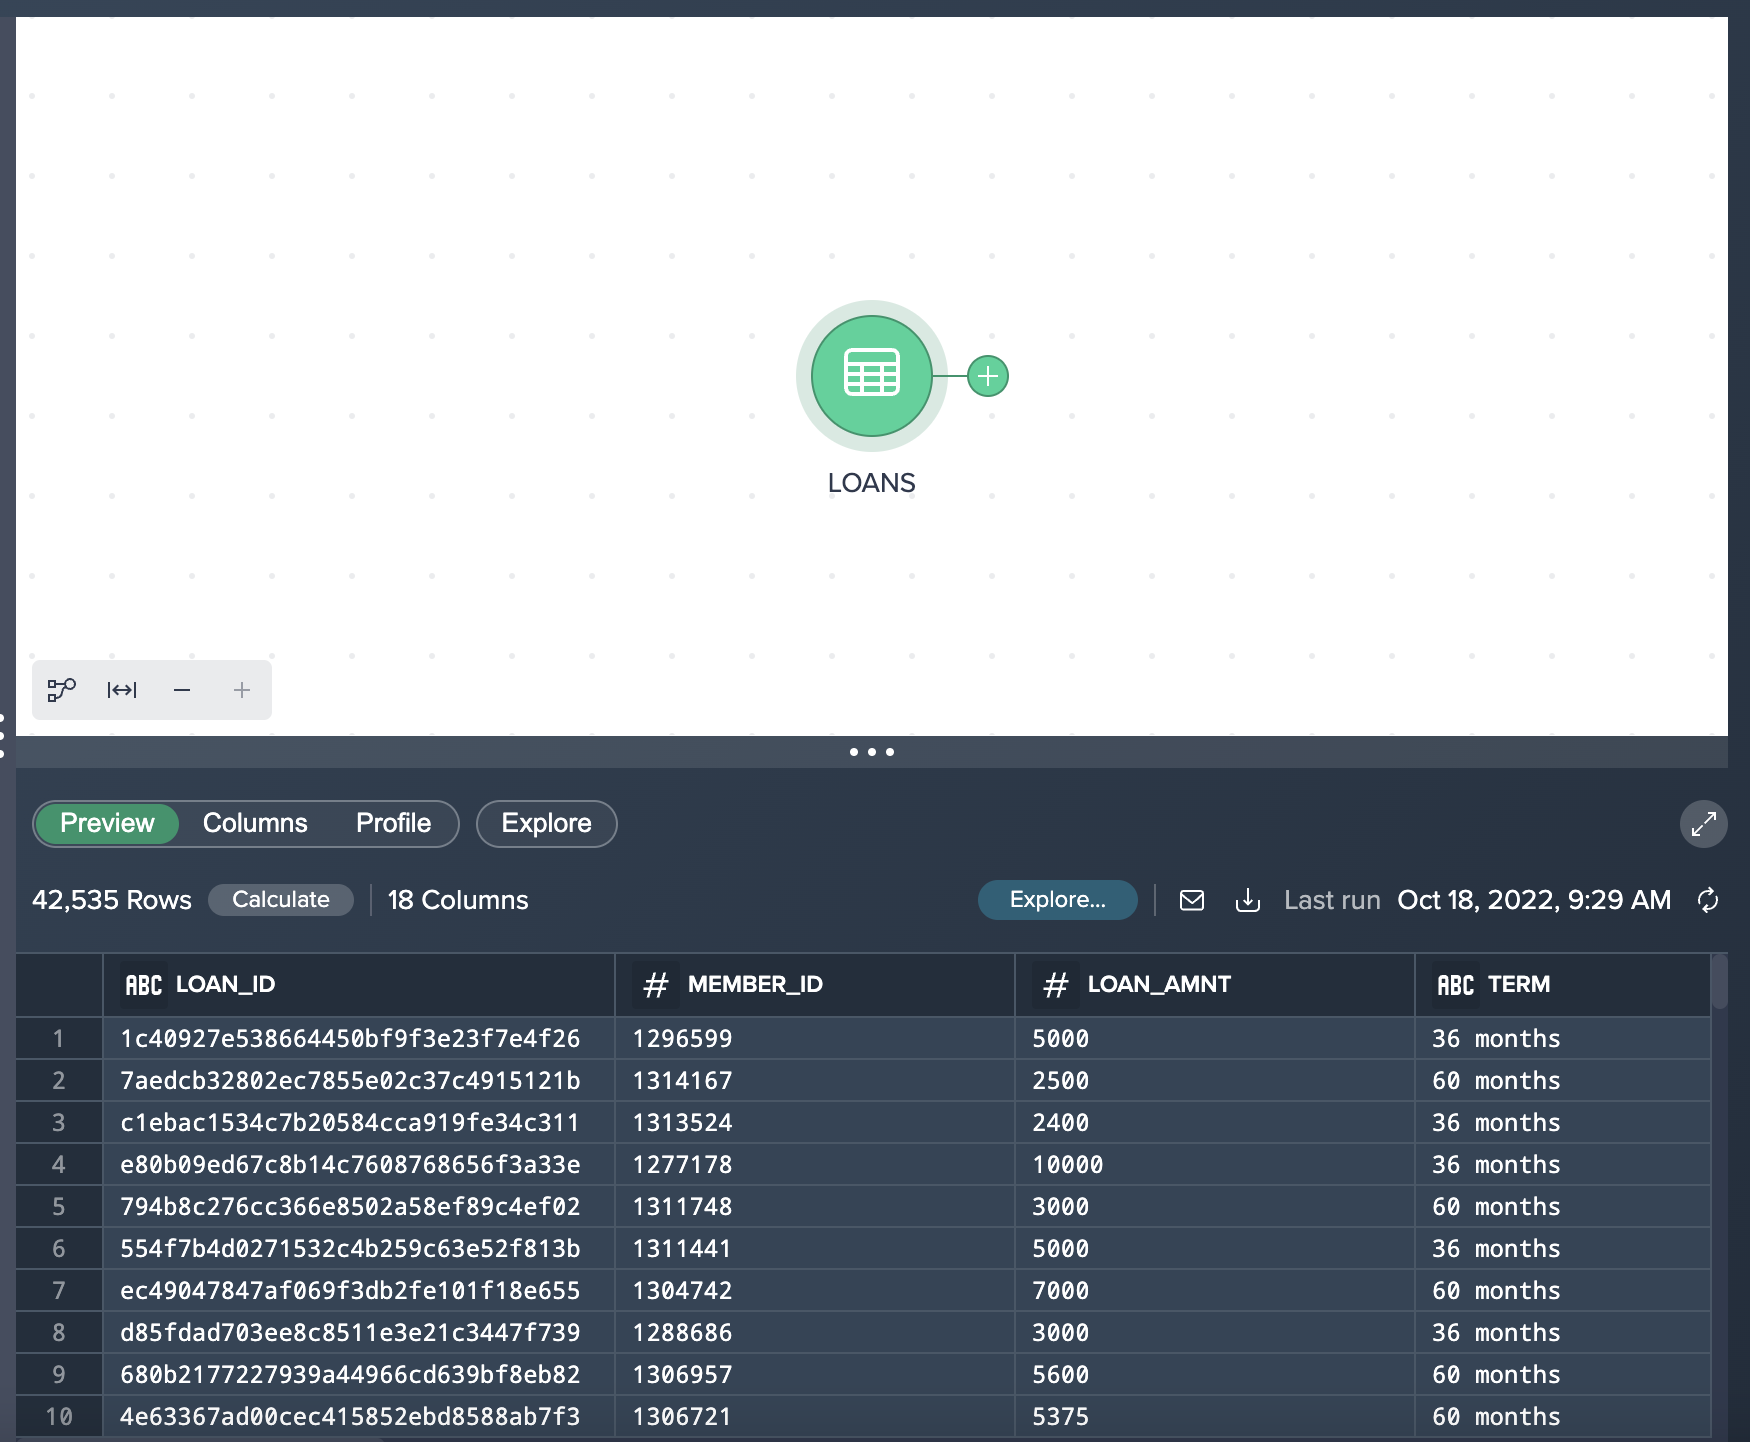 LOANS
Preview Columns Profile Explore
42,535 Rows Calculate 18 Columns Explore... Last run Oct 18, 2022, 9:29 AM
ABC LOAN_ID # MEMBER_ID # LOAN_AMNT ABC TERM
1 1c40927e538664450bf9f3e23f7e4f26 1296599 5000 36 months
2 7aedcb32802ec7855e02c37c4915121b 1314167 2500 60 months
3 c1ebac1534c7b20584cca919fe34c311 1313524 2400 36 months
4 e80b09ed67c8b14c7608768656f3a33e 1277178 10000 36 months
5 794b8c276cc366e8502a58ef89c4ef02 1311748 3000 60 months
6 554f7b4d0271532c4b259c63e52f813b 1311441 5000 36 months
7 ec49047847af069f3db2fe101f18e655 1304742 7000 60 months
8 d85fdad703ee8c8511e3e21c3447f739 1288686 3000 36 months
9 680b2177227939a44966cd639bf8eb82 1306957 5600 60 months
10 4e63367ad00cec415852ebd8588ab7f3 1306721 5375 60 months